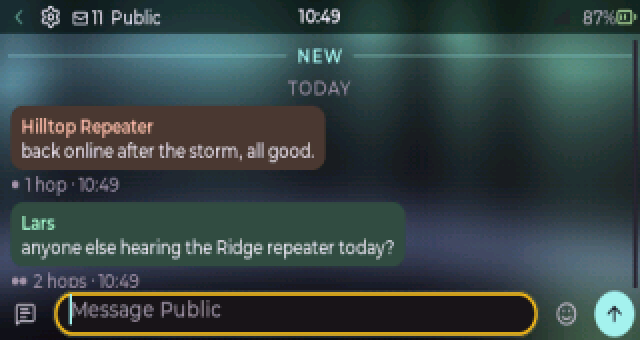 11 Public 10:49 87%
NEW
TODAY
Hilltop Repeater
back online after the storm, all good.
1 hop · 10:49
Lars
anyone else hearing the Ridge repeater today?
2 hops · 10:49
Message Public